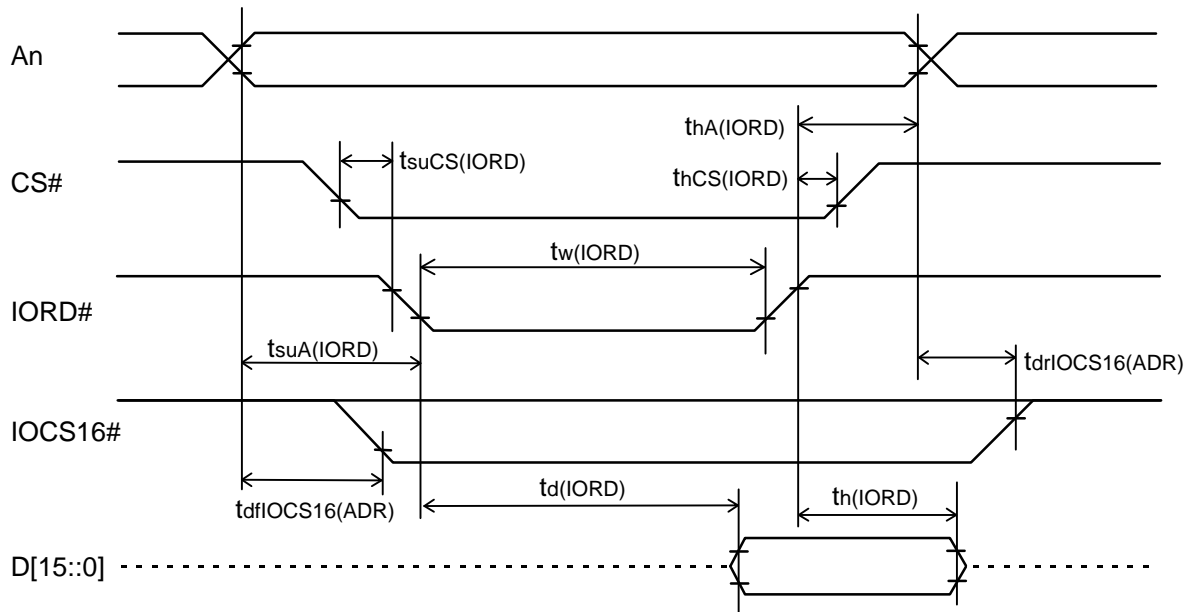 An
thA(IORD)
tsuCS(IORD)
thCS(IORD)
CS#
tw(IORD)
IORD#
tsuA(IORD)
tdrIOCS16(ADR)
IOCS16#
td(IORD)
th(IORD)
tdfIOCS16(ADR)
D[15::0]